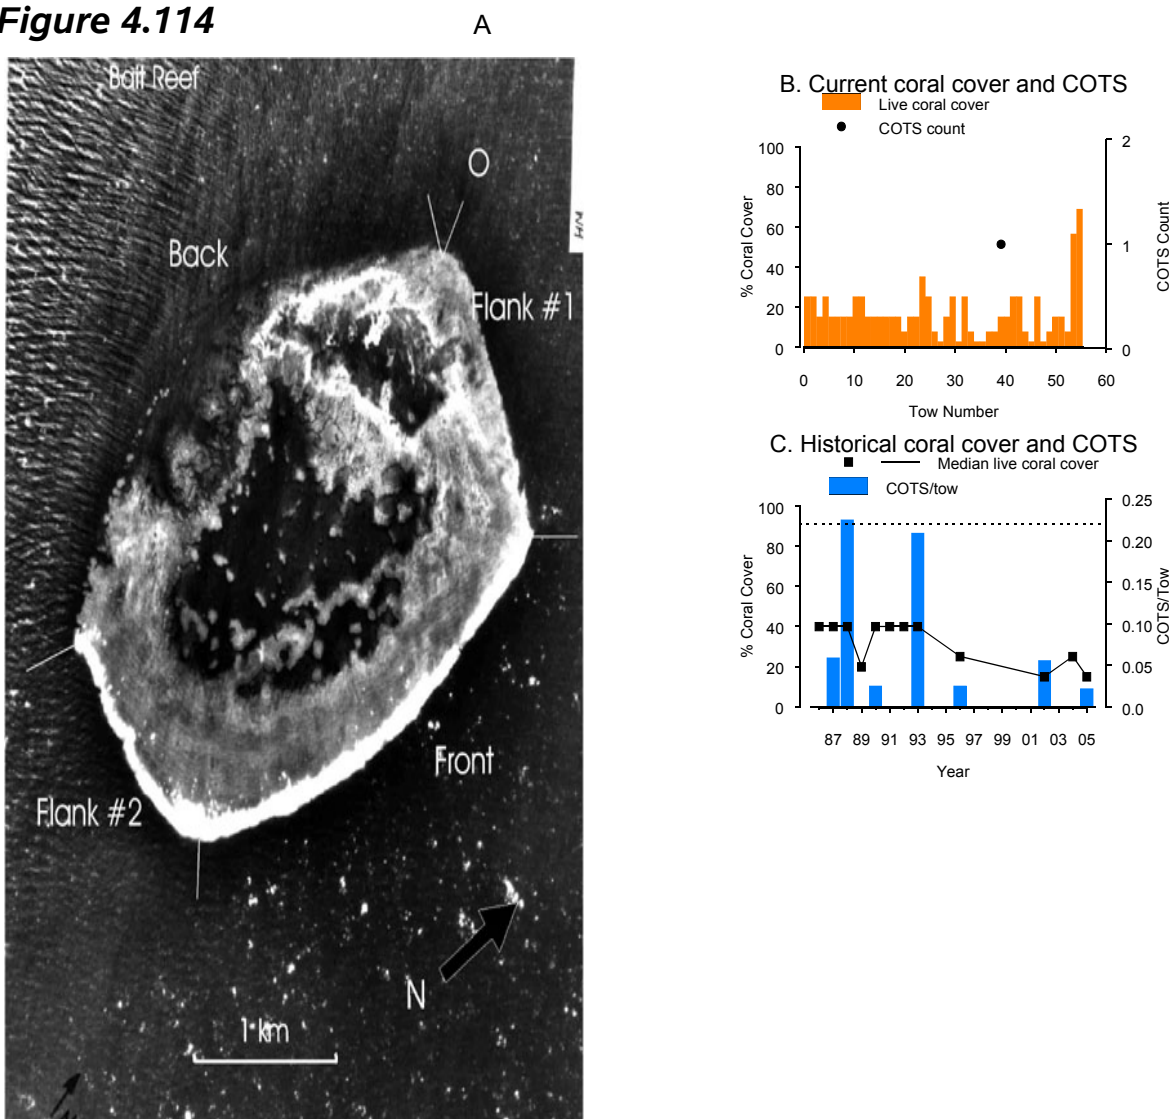 Figure 4.114
A
Bait Reef
O
Back
Flank #1
Front
Flank #2
N
1 km
B. Current coral cover and COTS
Live coral cover
COTS count
100
80
60
40
20
0
% Coral Cover
2
1
0
COTS Count
0 10 20 30 40 50 60
Tow Number
C. Historical coral cover and COTS
Median live coral cover
COTS/tow
100
80
60
40
20
0
% Coral Cover
0.25
0.20
0.15
0.10
0.05
0.0
COTS/Tow
87 89 91 93 95 97 99 01 03 05
Year